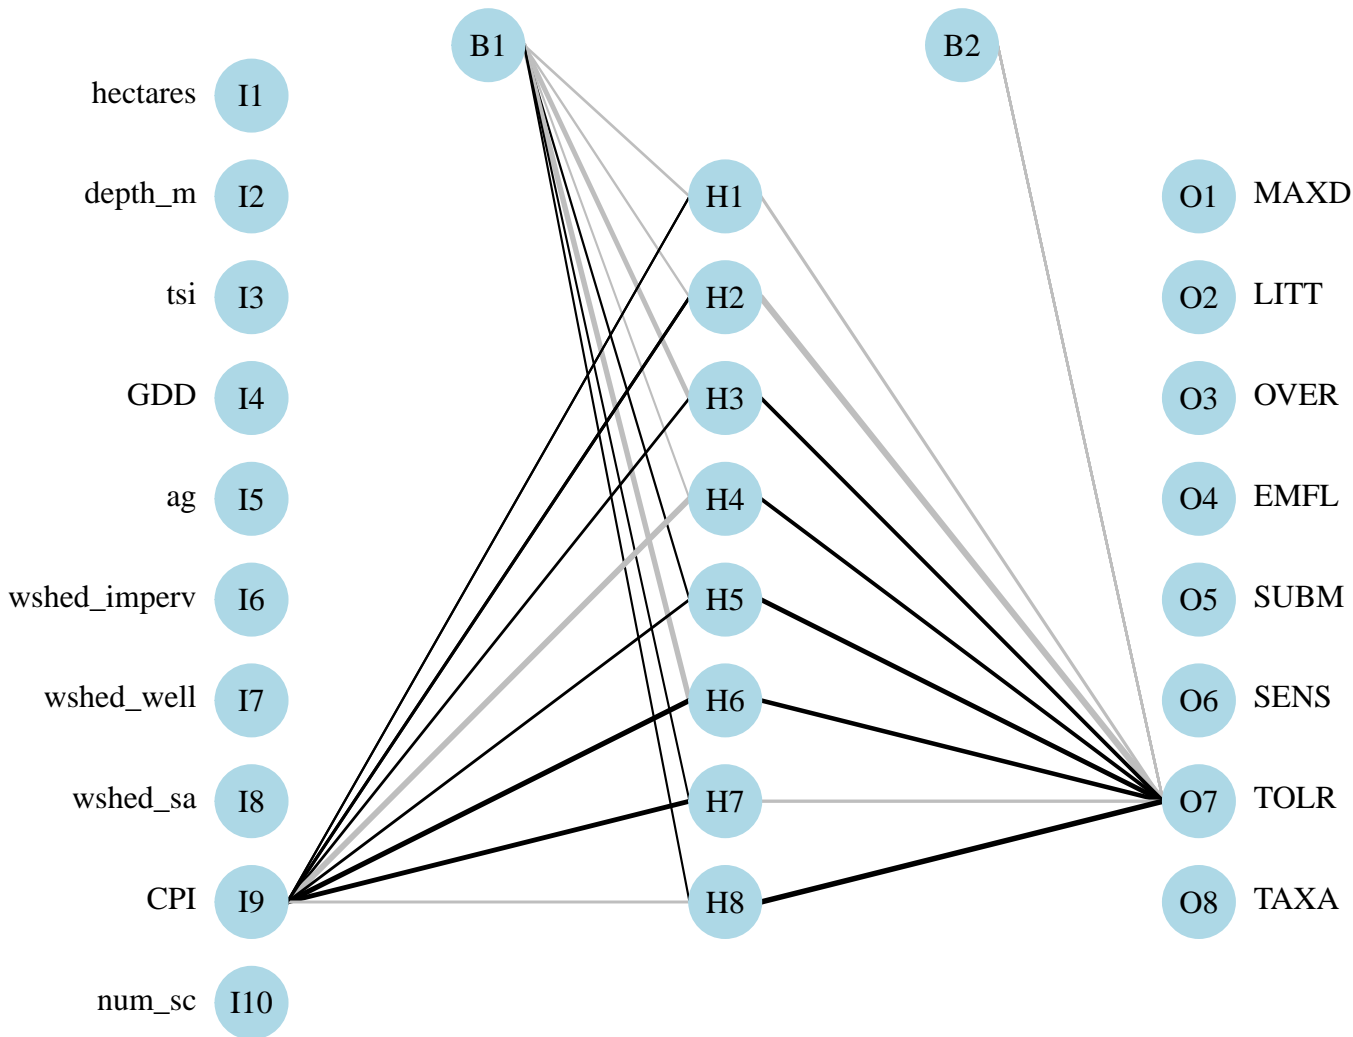 B1
B2
hectares I1
depth_m I2 H1 O1 MAXD
tsi I3 H2 O2 LITT
GDD I4 H3 O3 OVER
ag I5 H4 O4 EMFL
wshed_imperv I6 H5 O5 SUBM
wshed_well I7 H6 O6 SENS
wshed_sa I8 H7 O7 TOLR
CPI I9 H8 O8 TAXA
num_sc I10